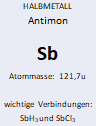 HALBMETALL
Antimon
Sb
Atommasse: 121,7u
wichtige Verbindungen:
SbH₃ und SbCl₃